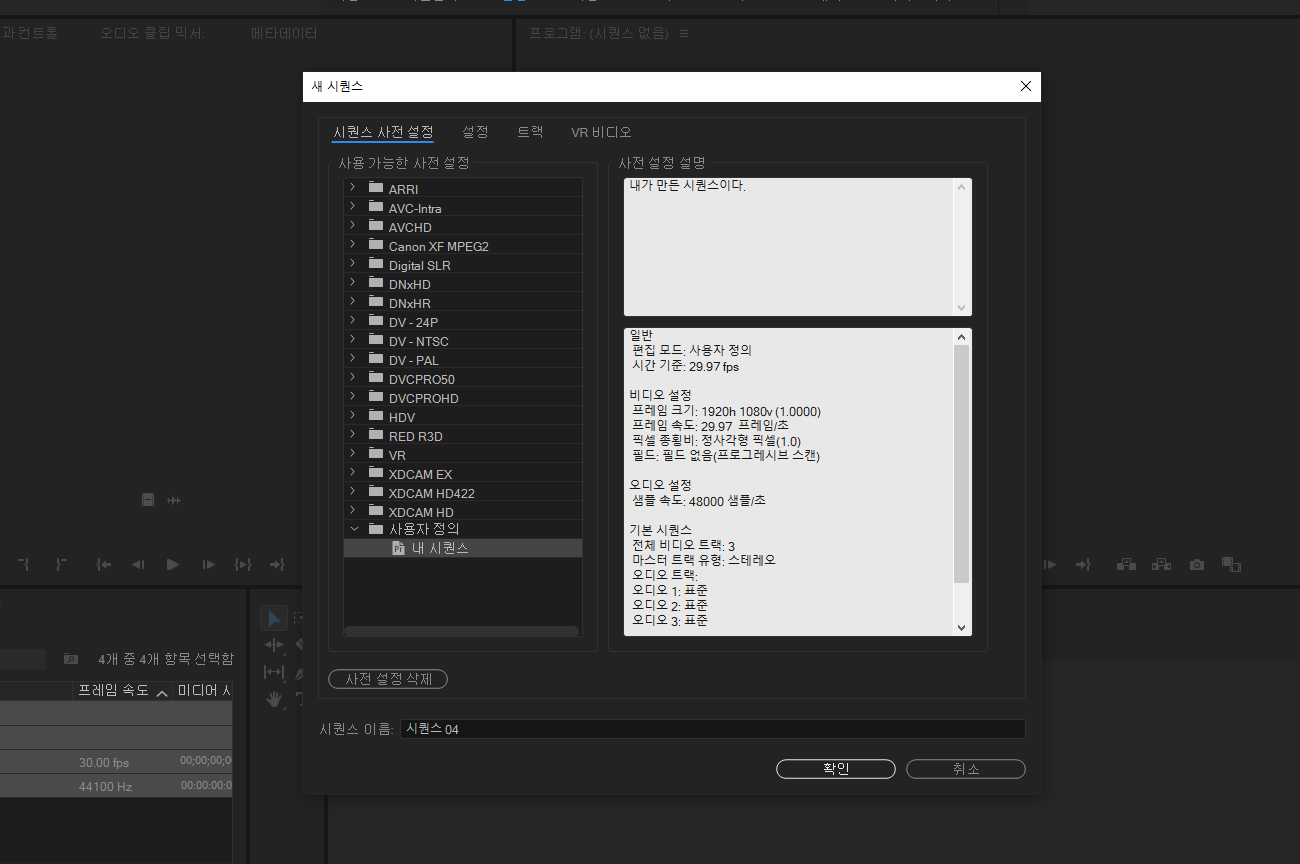 과 컨트롤 오디오 클립 믹서: 메타데이터 프로그램: (시퀀스 없음)
새 시퀀스
시퀀스 사전 설정 설정 트랙 VR 비디오
사용 가능한 사전 설정
ARRI
AVC-Intra
AVCHD
Canon XF MPEG2
Digital SLR
DNxHD
DNxHR
DV - 24P
DV - NTSC
DV - PAL
DVCPRO50
DVCPROHD
HDV
RED R3D
VR
XDCAM EX
XDCAM HD422
XDCAM HD
사용자 정의
내 시퀀스
사전 설정 설명
내가 만든 시퀀스이다.
일반
편집 모드: 사용자 정의
시간 기준: 29.97 fps
비디오 설정
프레임 크기: 1920h 1080v (1.0000)
프레임 속도: 29.97 프레임/초
픽셀 종횡비: 정사각형 픽셀(1.0)
필드: 필드 없음(프로그레시브 스캔)
오디오 설정
샘플 속도: 48000 샘플/초
기본 시퀀스
전체 비디오 트랙: 3
마스터 트랙 유형: 스테레오
오디오 트랙:
오디오 1: 표준
오디오 2: 표준
오디오 3: 표준
사전 설정 삭제
시퀀스 이름: 시퀀스 04
확인 취소
4개 중 4개 항목 선택함
프레임 속도 미디어 시
30.00 fps 00;00;00;0
44100 Hz 00:00:00:0